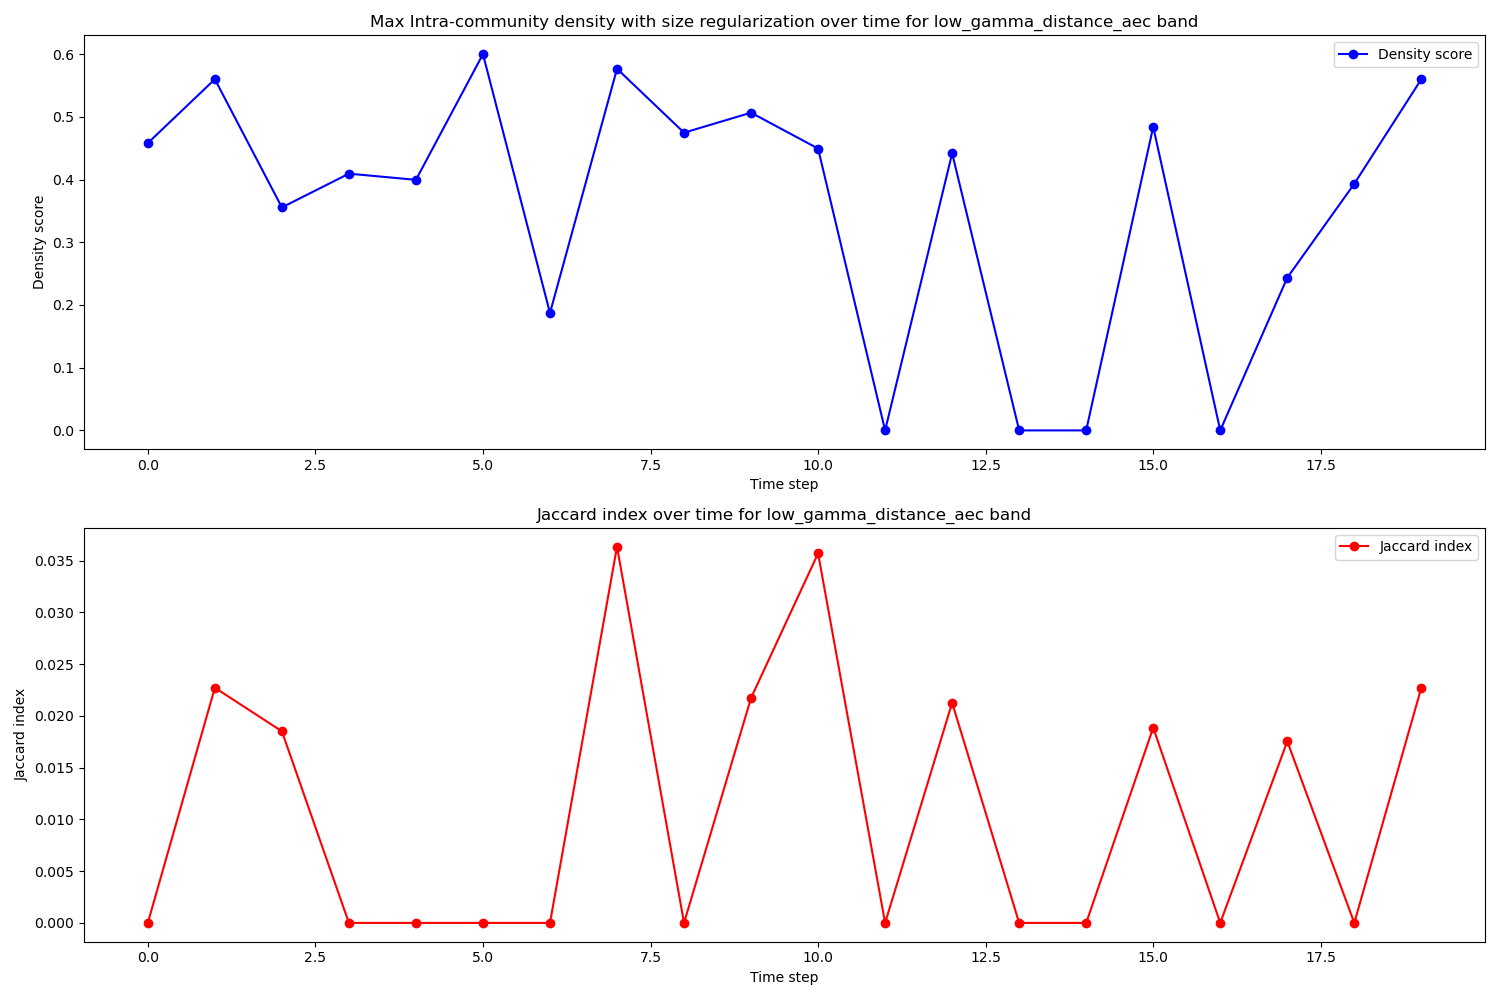 Max Intra-community density with size regularization over time for low_gamma_distance_aec band
Density score
Density score
0.6
0.5
0.4
0.3
0.2
0.1
0.0
0.0 2.5 5.0 7.5 10.0 12.5 15.0 17.5
Time step
Jaccard index over time for low_gamma_distance_aec band
Jaccard index
Jaccard index
0.035
0.030
0.025
0.020
0.015
0.010
0.005
0.000
0.0 2.5 5.0 7.5 10.0 12.5 15.0 17.5
Time step